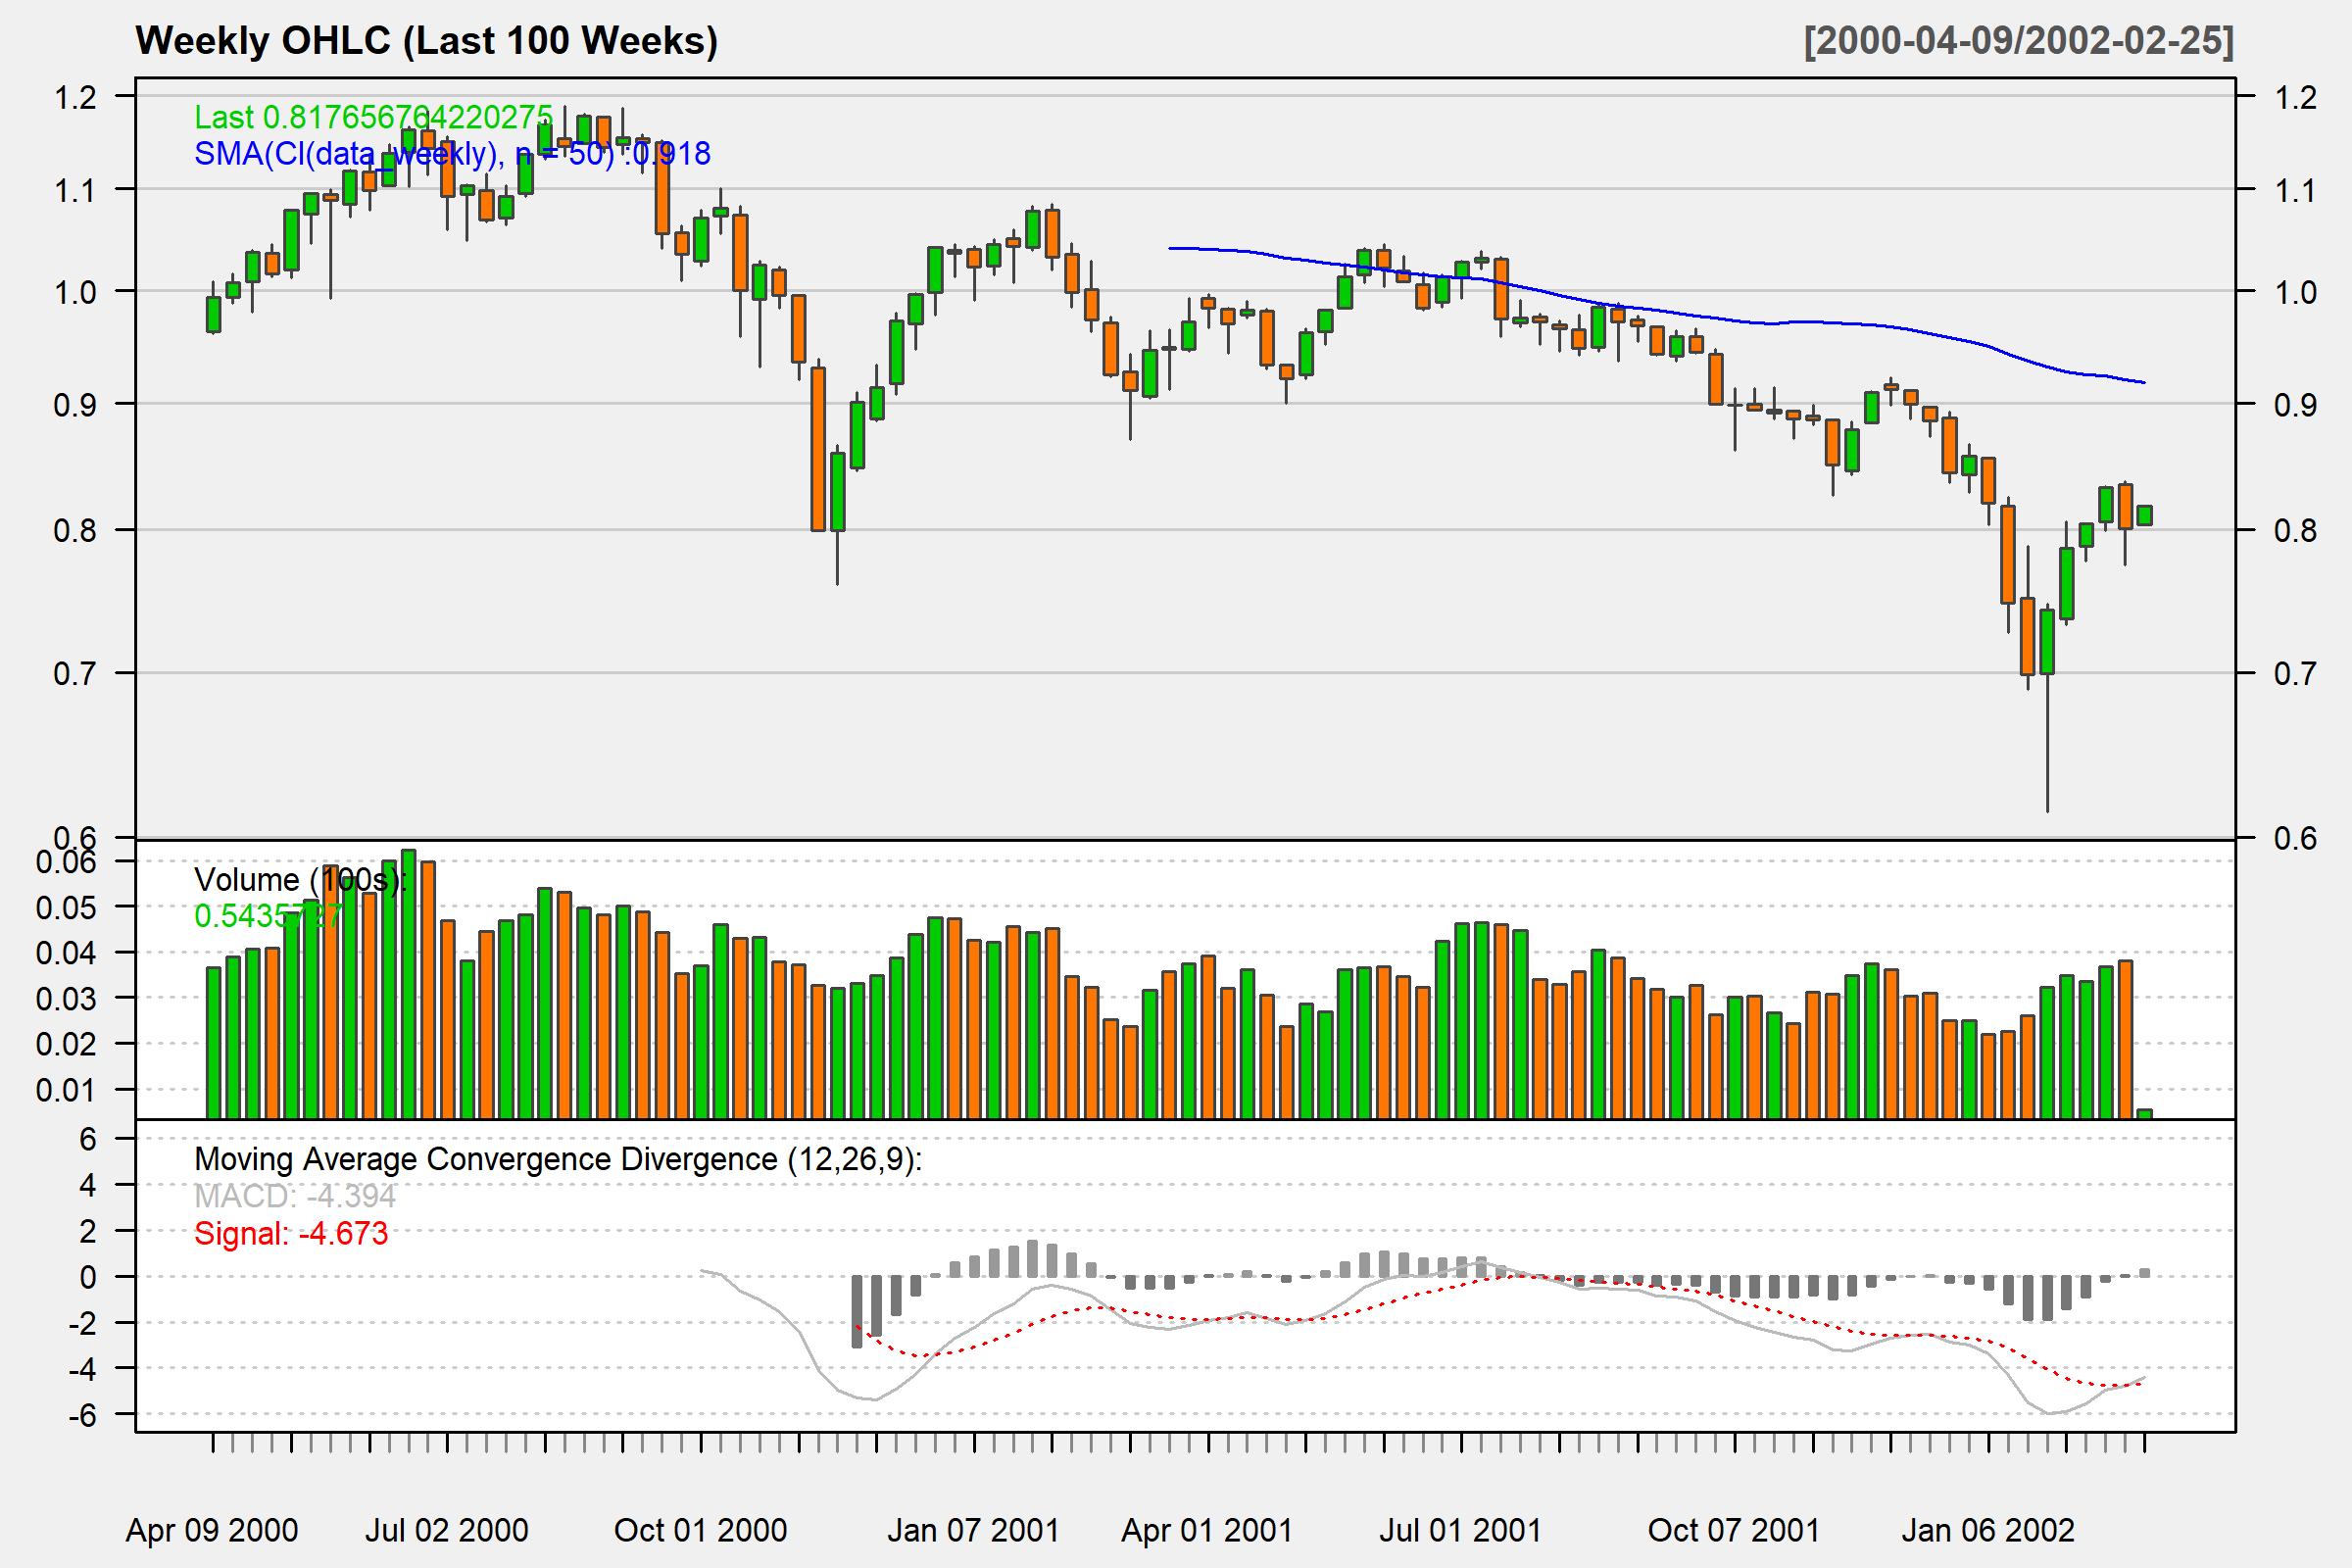 Weekly OHLC (Last 100 Weeks)
[2000-04-09/2002-02-25]
Last 0.817656764220275
SMA(Cl(data_weekly), n = 50) :0.918
1.2
1.1
1.0
0.9
0.8
0.7
0.6
1.2
1.1
1.0
0.9
0.8
0.7
0.6
Volume (100s):
0.5435727
0.06
0.05
0.04
0.03
0.02
0.01
Moving Average Convergence Divergence (12,26,9):
MACD: -4.394
Signal: -4.673
6
4
2
0
-2
-4
-6
Apr 09 2000
Jul 02 2000
Oct 01 2000
Jan 07 2001
Apr 01 2001
Jul 01 2001
Oct 07 2001
Jan 06 2002